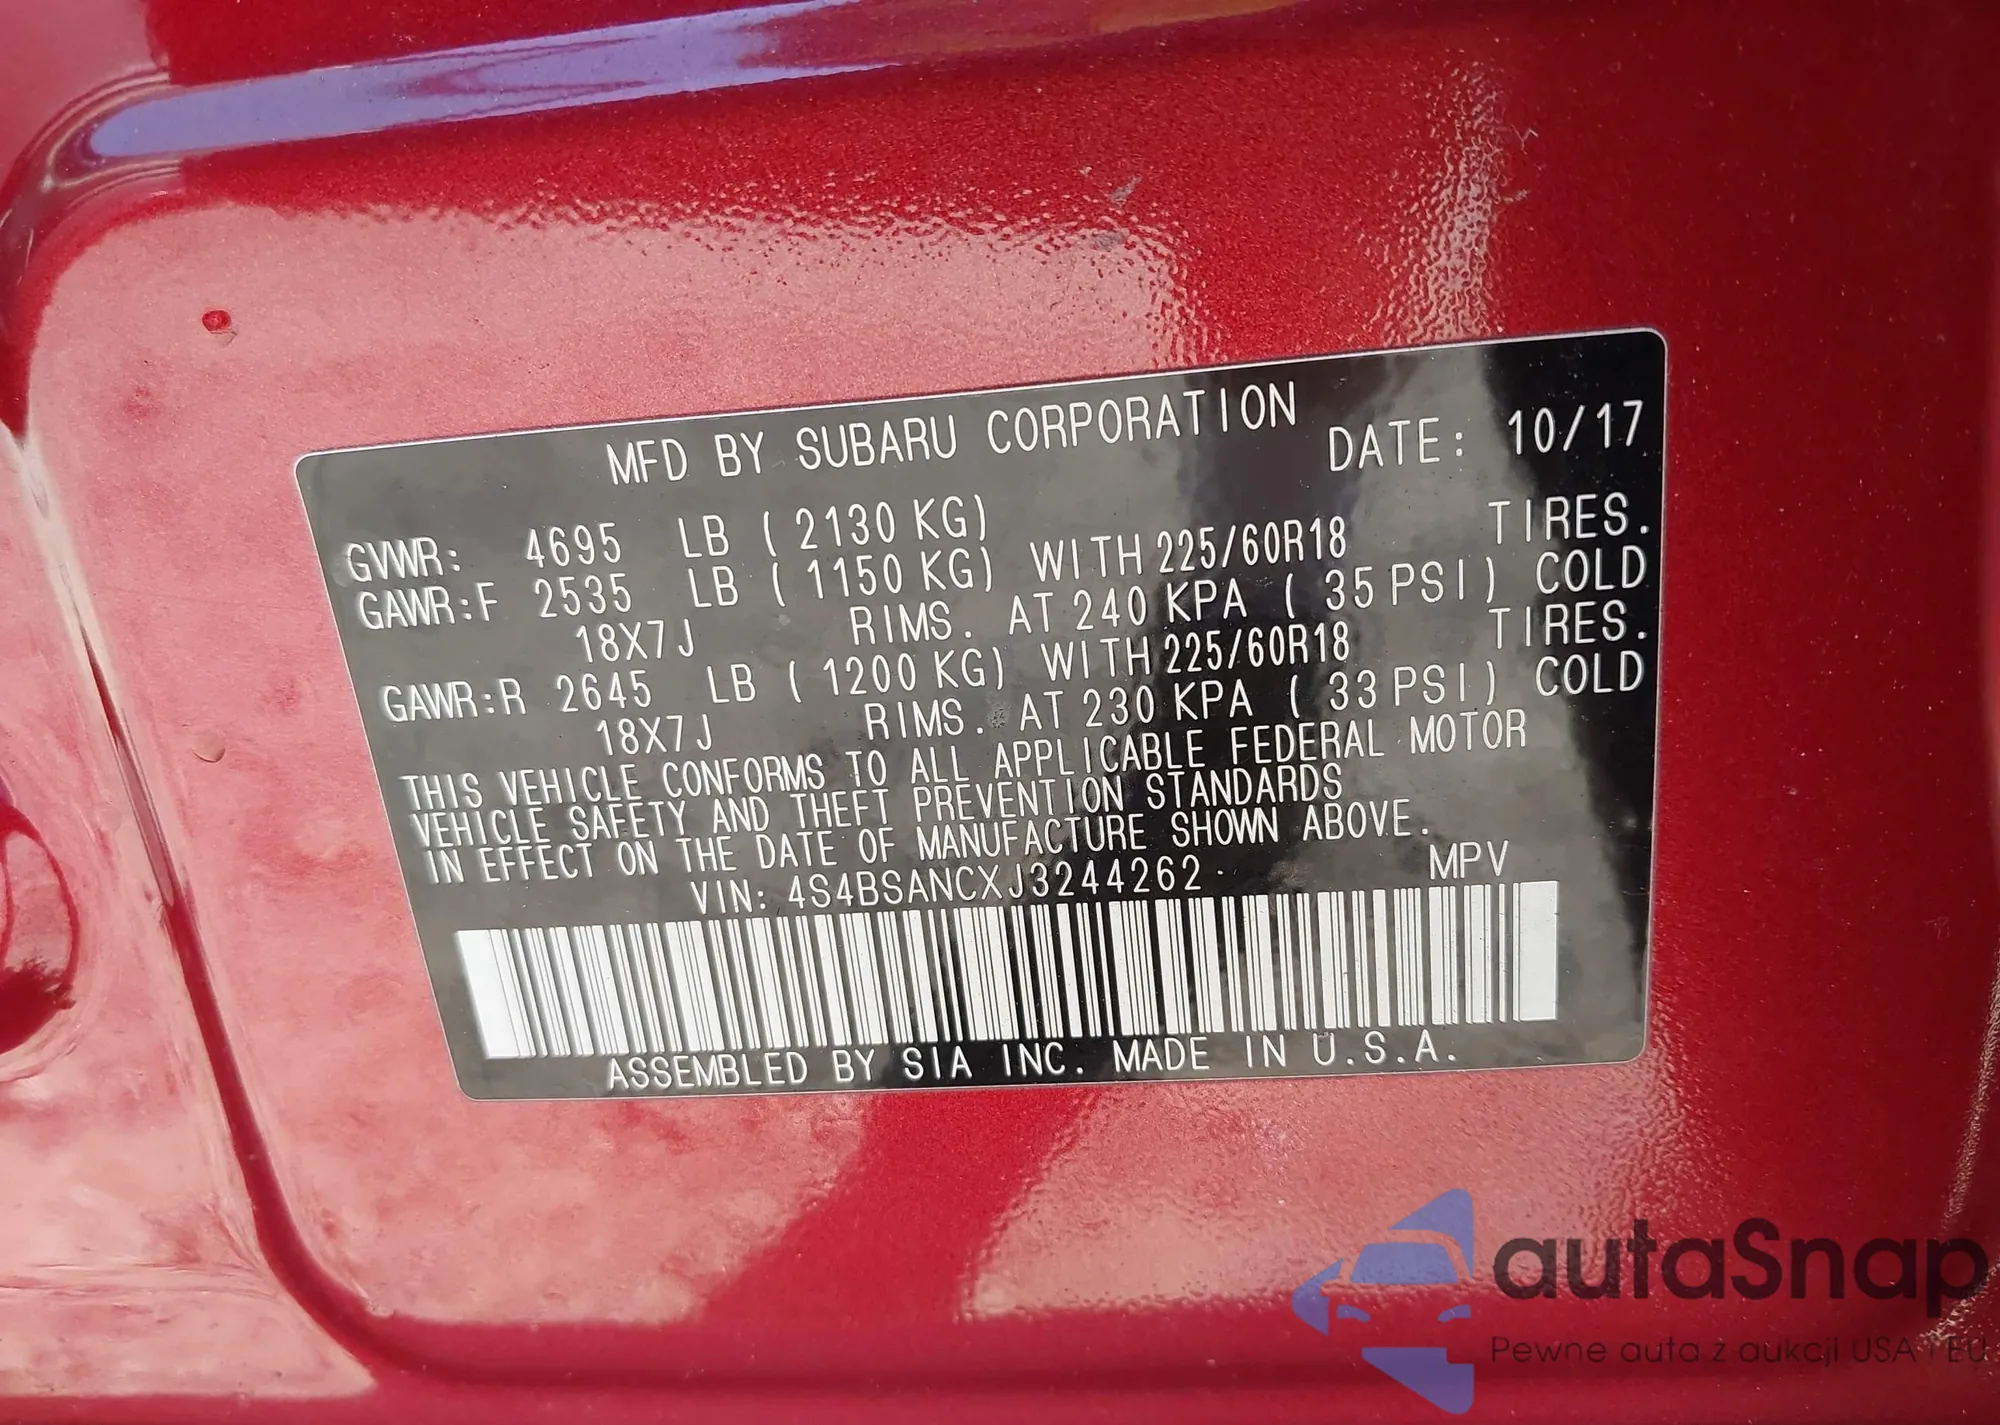 MFD BY SUBARU CORPORATION DATE: 10/17
GVWR: 4695 LB ( 2130 KG)
GAWR:F 2535 LB ( 1150 KG) WITH 225/60R18 TIRES.
18X7J RIMS. AT 240 KPA ( 35 PSI) COLD
GAWR:R 2645 LB ( 1200 KG) WITH 225/60R18 TIRES.
18X7J RIMS. AT 230 KPA ( 33 PSI) COLD
THIS VEHICLE CONFORMS TO ALL APPLICABLE FEDERAL MOTOR
VEHICLE SAFETY AND THEFT PREVENTION STANDARDS
IN EFFECT ON THE DATE OF MANUFACTURE SHOWN ABOVE.
VIN: 4S4BSANCXJ3244262 MPV
ASSEMBLED BY SIA INC. MADE IN U.S.A.
autaSnap
Pewne auta z aukcji USA i EU